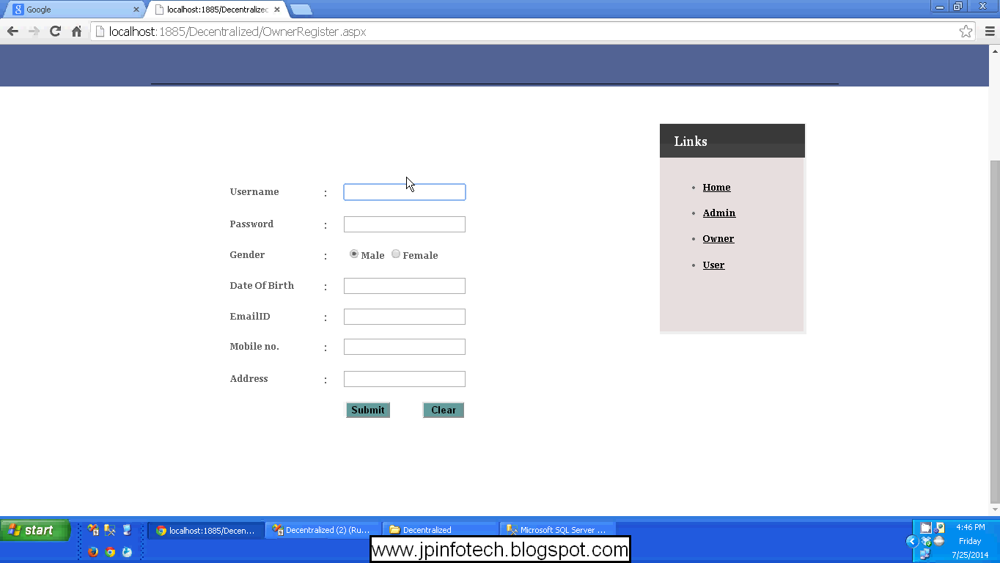 Google
localhost:1885/Decentralized
localhost:1885/Decentralized/OwnerRegister.aspx
Links
Home
Admin
Owner
User
Username :
Password :
Gender : Male Female
Date Of Birth :
EmailID :
Mobile no. :
Address :
Submit Clear
start
localhost:1885/Decen...
Decentralized (2) (Ru...
Decentralized
Microsoft SQL Server ...
4:46 PM
Friday
7/25/2014
www.jpinfotech.blogspot.com